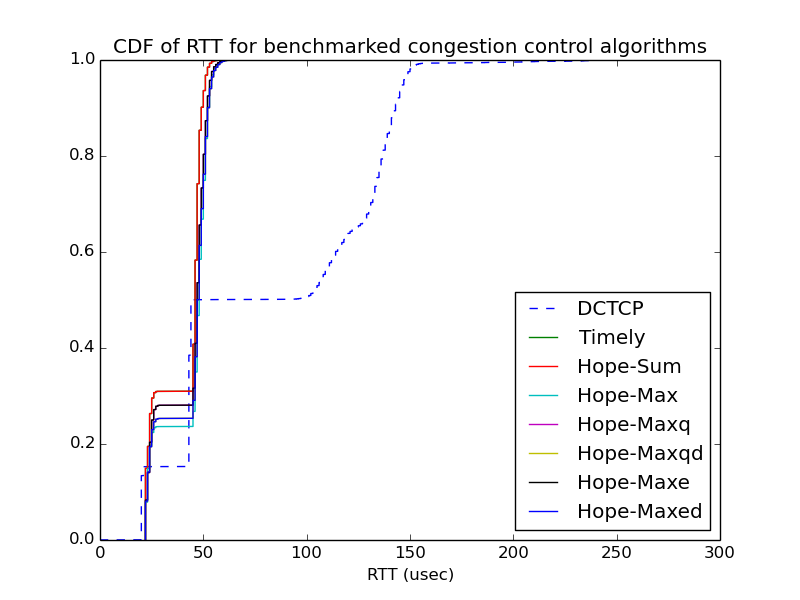 CDF of RTT for benchmarked congestion control algorithms
1.0
0.8
0.6
0.4
0.2
0.0
DCTCP
Timely
Hope-Sum
Hope-Max
Hope-Maxq
Hope-Maxqd
Hope-Maxe
Hope-Maxed
0 50 100 150 200 250 300
RTT (usec)